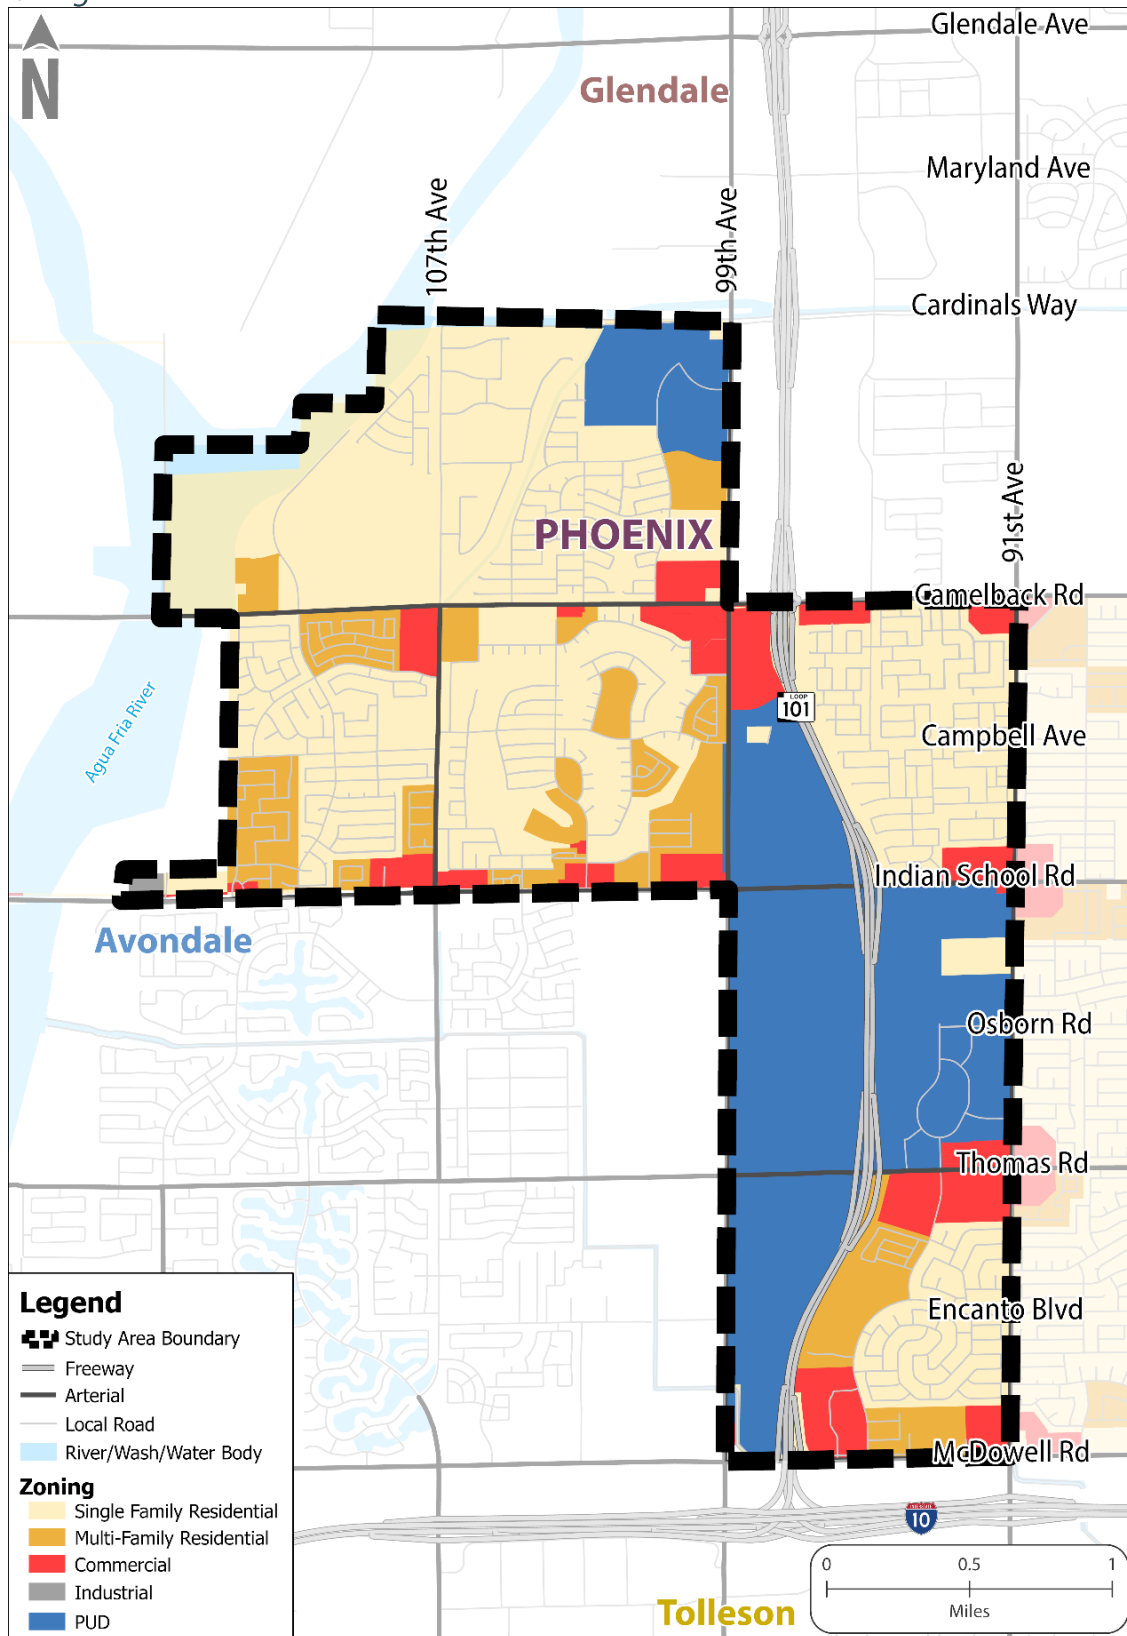 Glendale Ave
N
Glendale
Maryland Ave
107th Ave
99th Ave
Cardinals Way
91st Ave
PHOENIX
Camelback Rd
LOOP
101
Agua Fria River
Campbell Ave
Indian School Rd
Avondale
Osborn Rd
Thomas Rd
Encanto Blvd
McDowell Rd
10
Tolleson
Legend
Study Area Boundary
Freeway
Arterial
Local Road
River/Wash/Water Body
Zoning
Single Family Residential
Multi-Family Residential
Commercial
Industrial
PUD
0 0.5 1
Miles